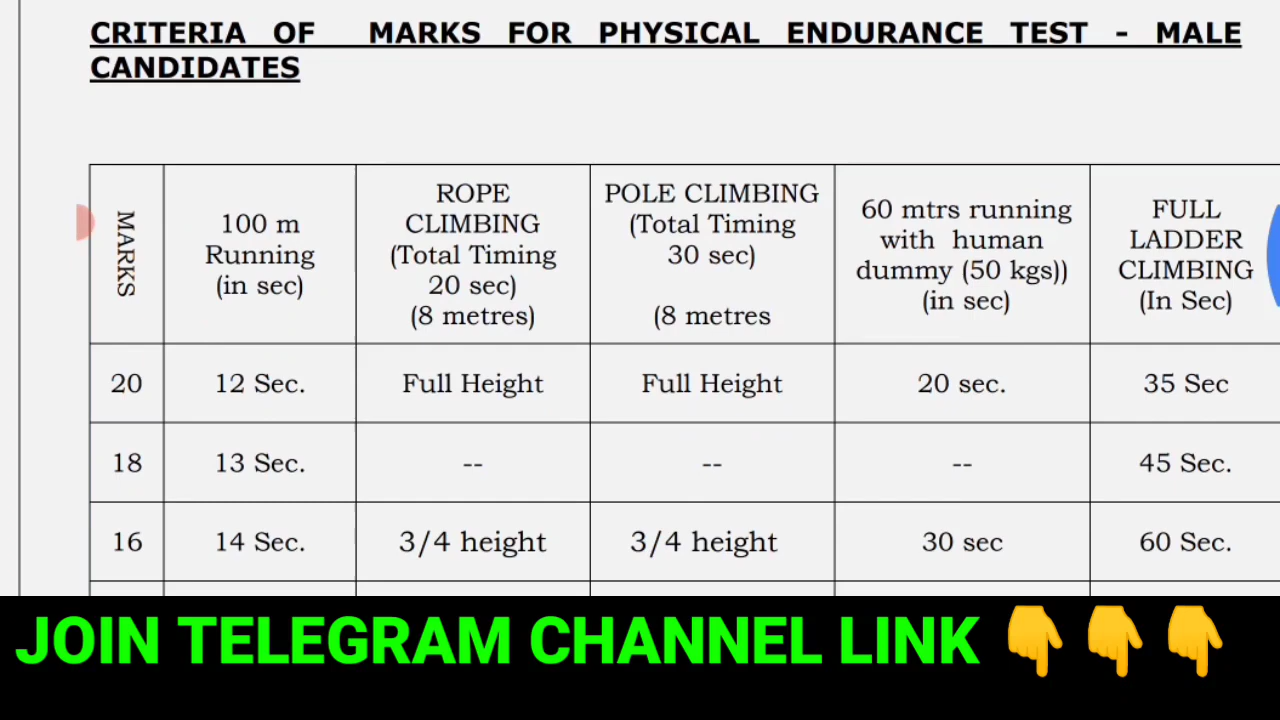 CRITERIA OF MARKS FOR PHYSICAL ENDURANCE TEST - MALE
CANDIDATES
MARKS
100 m
Running
(in sec)
ROPE
CLIMBING
(Total Timing
20 sec)
(8 metres)
POLE CLIMBING
(Total Timing
30 sec)
(8 metres
60 mtrs running
with human
dummy (50 kgs))
(in sec)
FULL
LADDER
CLIMBING
(In Sec)
20
12 Sec.
Full Height
Full Height
20 sec.
35 Sec
18
13 Sec.
--
--
--
45 Sec.
16
14 Sec.
3/4 height
3/4 height
30 sec
60 Sec.
JOIN TELEGRAM CHANNEL LINK 👇👇👇